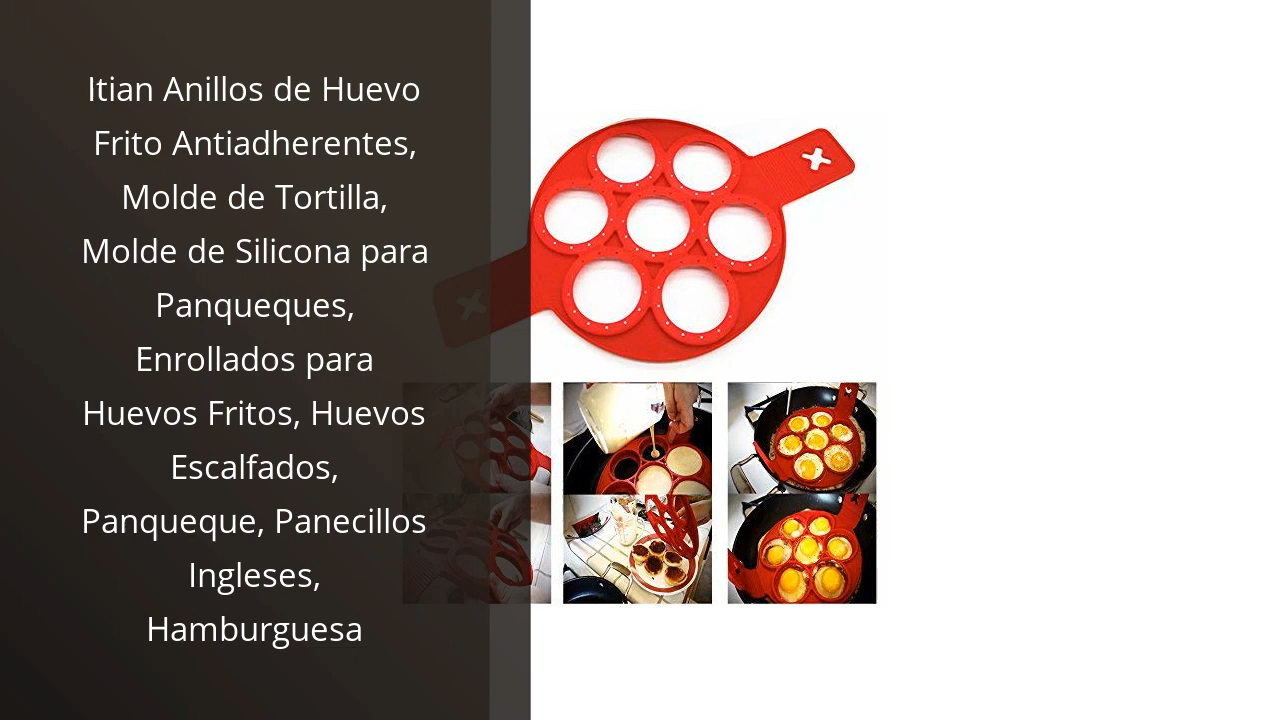 Itian Anillos de Huevo
Frito Antiadherentes,
Molde de Tortilla,
Molde de Silicona para
Panqueques,
Enrollados para
Huevos Fritos, Huevos
Escalfados,
Panqueque, Panecillos
Ingleses,
Hamburguesa